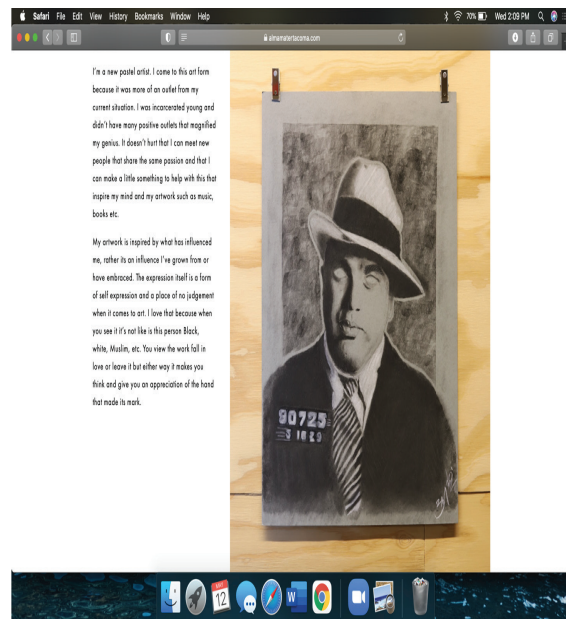 Safari File Edit View History Bookmarks Window Help
70% Wed 2:09 PM
almamatertacoma.com
I'm a new pastel artist. I come to this art form
because it was more of an outlet from my
current situation. I was incarcerated young and
didn't have many positive outlets that magnified
my genius. It doesn't hurt that I can meet new
people that share the same passion and that I
can make a little something to help with this that
inspire my mind and my artwork such as music,
books etc.
My artwork is inspired by what has influenced
me, rather its an influence I've grown from or
have embraced. The expression itself is a form
of self expression and a place of no judgement
when it comes to art. I love that because when
you see it it's not like is this person Black,
white, Muslim, etc. You view the work fall in
love or leave it but either way it makes you
think and give you an appreciation of the hand
that made its mark.
90725
MAY
12
W